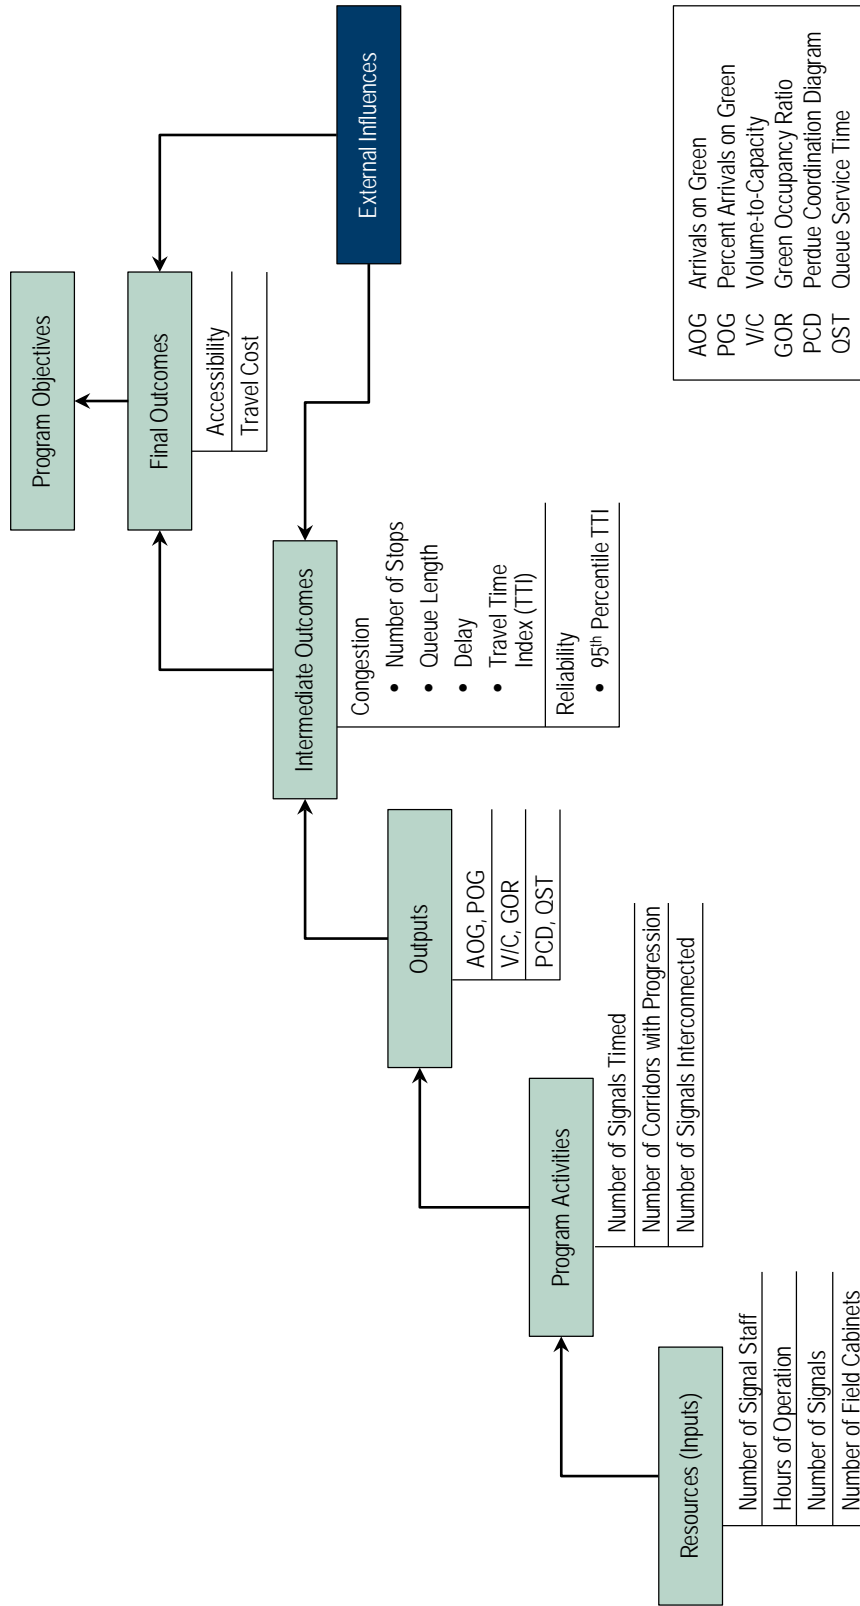 Program Objectives
Final Outcomes
Accessibility
Travel Cost
External Influences
Intermediate Outcomes
Congestion
• Number of Stops
• Queue Length
• Delay
• Travel Time
Index (TTI)
Reliability
• 95th Percentile TTI
Outputs
AOG, POG
V/C, GOR
PCD, QST
Program Activities
Number of Signals Timed
Number of Corridors with Progression
Number of Signals Interconnected
Resources (Inputs)
Number of Signal Staff
Hours of Operation
Number of Signals
Number of Field Cabinets
AOG Arrivals on Green
POG Percent Arrivals on Green
V/C Volume-to-Capacity
GOR Green Occupancy Ratio
PCD Perdue Coordination Diagram
QST Queue Service Time